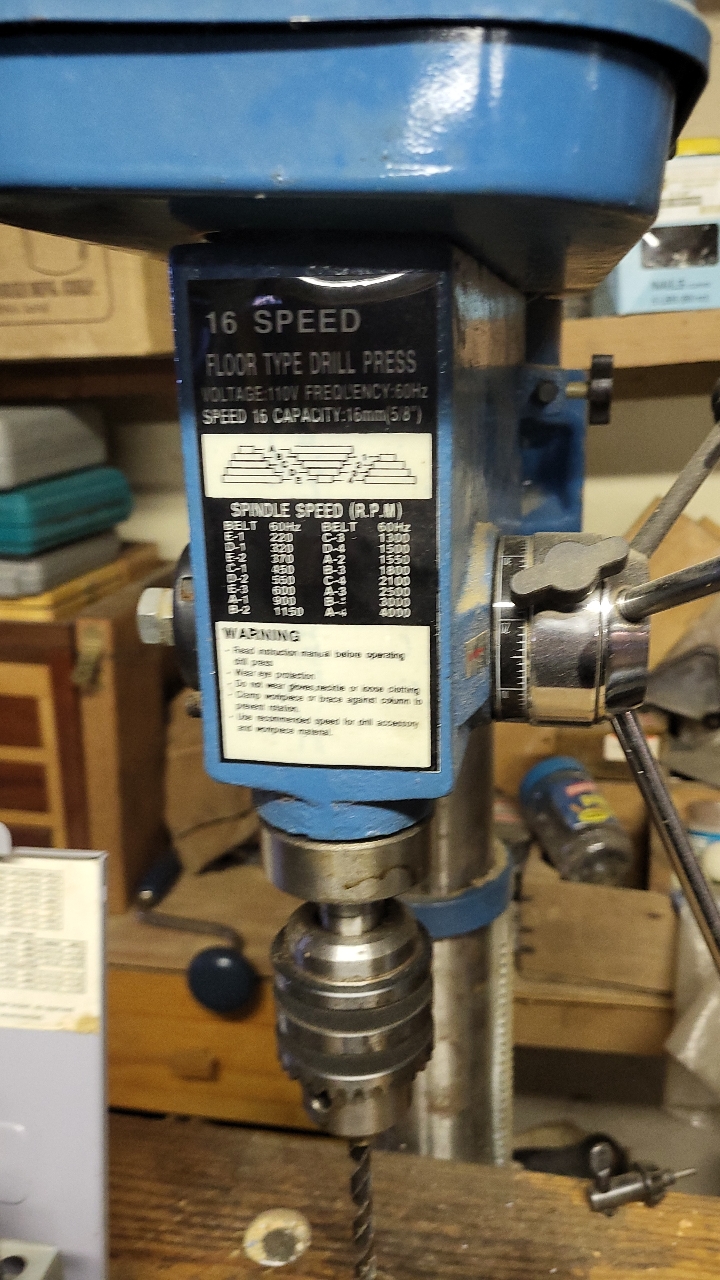 16 SPEED
FLOOR TYPE DRILL PRESS
VOLTAGE:110V FREQUENCY:60Hz
SPEED 16 CAPACITY:16mm(5.8")
SPINDLE SPEED (R.P.M)
BELT 60Hz BELT 60Hz
E-1 220 C-3 1300
D-1 320 D-4 1500
E-2 370 A-2 1550
C-1 450 B-3 1800
D-2 550 C-4 2100
E-3 600 A-3 2500
A-1 900 B- 3000
B-2 1150 A-4 4000
WARNING
- Read instruction manual before operating
drill press
- Wear eye protection
- Do not wear gloves,necktie or loose clothing
- Clamp workpiece or brace against column to
prevent rotation.
- Use recommended speed for drill accessory
and workpiece material.
NAILS